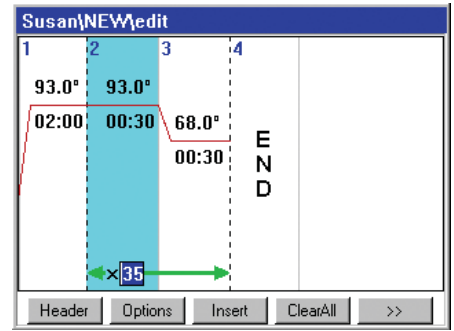 Susan\NEW\edit
1 2 3 4
93.0° 93.0°
02:00 00:30 68.0°
00:30
E
N
D
×35
Header Options Insert ClearAll >>